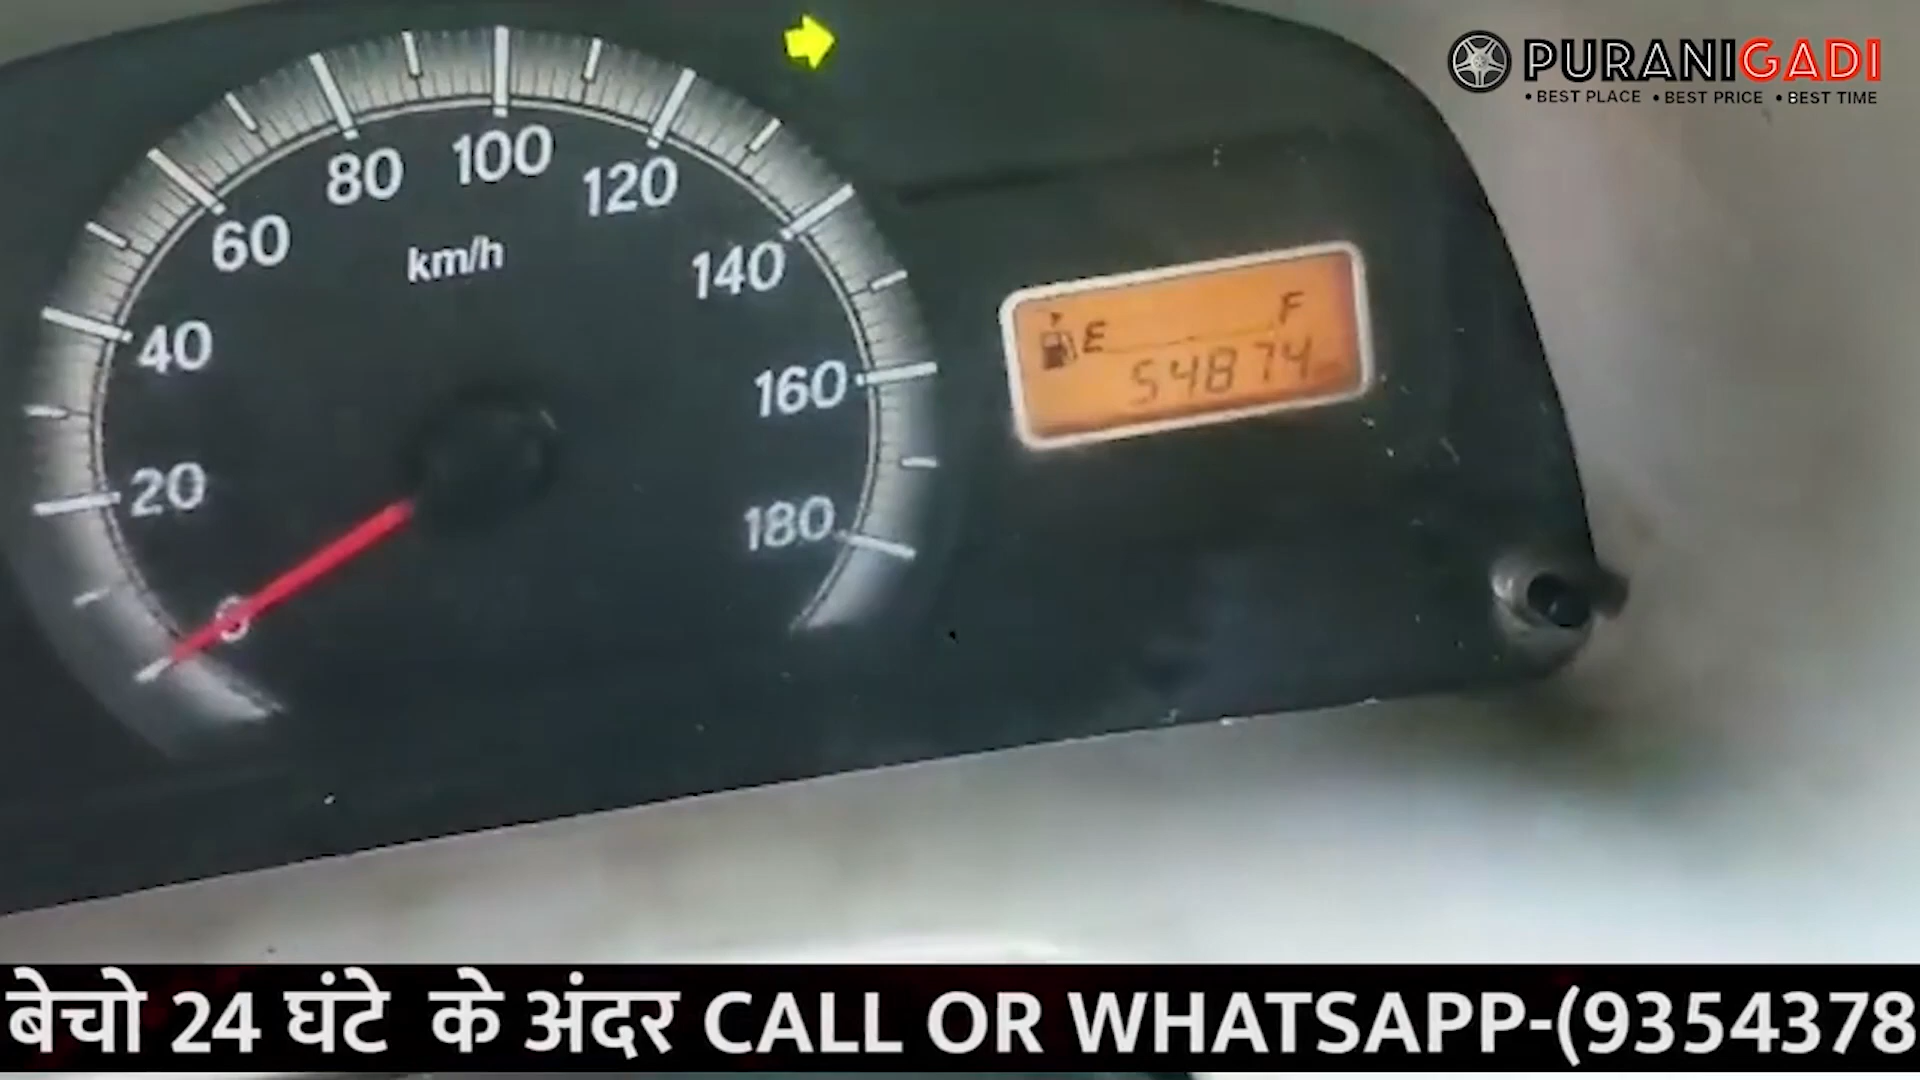 PURANIGADI
• BEST PLACE • BEST PRICE • BEST TIME
80 100 120
60 km/h 140
40 160
20 180
0
E F
54874
बेचो 24 घंटे के अंदर CALL OR WHATSAPP-(9354378